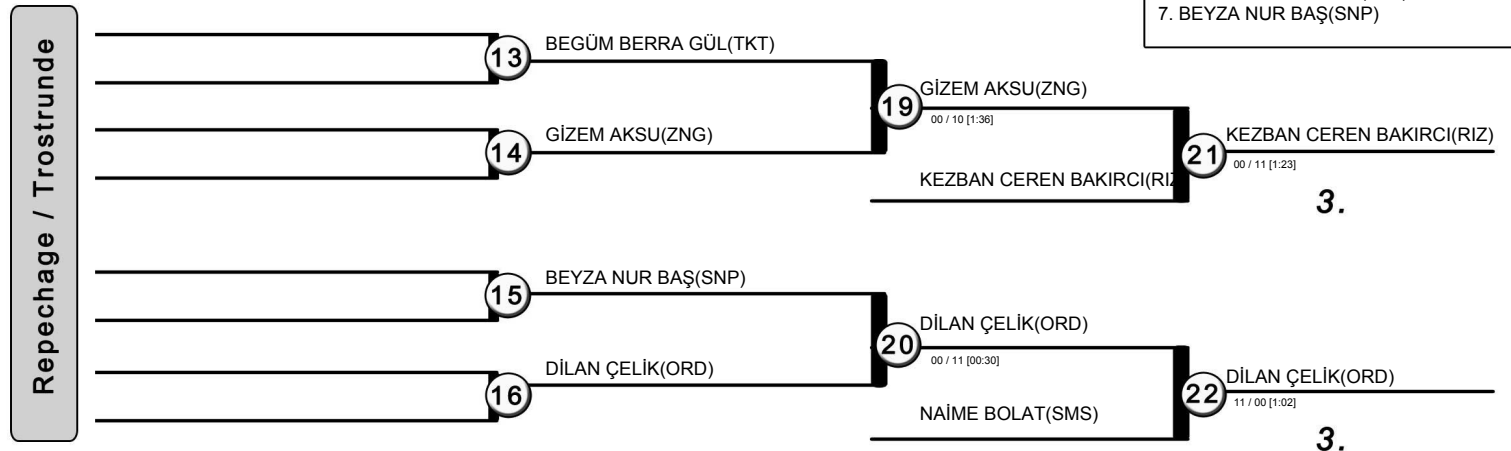 7. BEYZA NUR BAŞ(SNP)
Repechage / Trostrunde
13
BEGÜM BERRA GÜL(TKT)
14
GİZEM AKSU(ZNG)
19
GİZEM AKSU(ZNG)
00 / 10 [1:36]
KEZBAN CEREN BAKIRCI(RIZ
21
KEZBAN CEREN BAKIRCI(RIZ)
00 / 11 [1:23]
3.
15
BEYZA NUR BAŞ(SNP)
16
DİLAN ÇELİK(ORD)
20
DİLAN ÇELİK(ORD)
00 / 11 [00:30]
NAİME BOLAT(SMS)
22
DİLAN ÇELİK(ORD)
11 / 00 [1:02]
3.